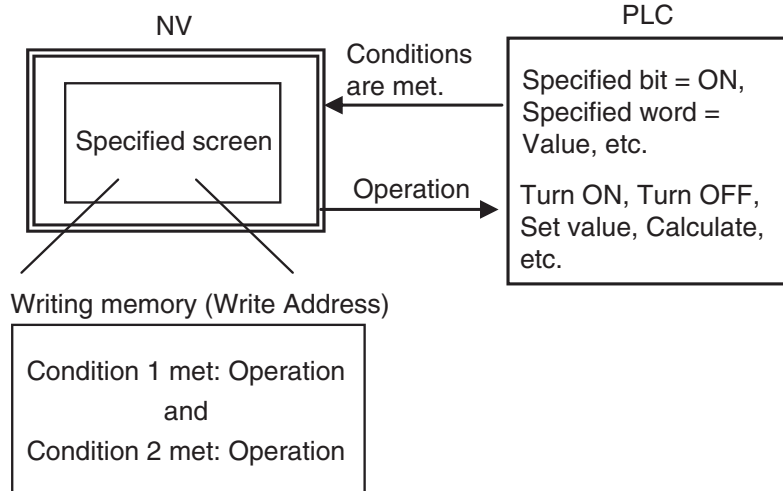 NV
PLC
Conditions
are met.
Specified bit = ON,
Specified word =
Value, etc.
Specified screen
Operation
Turn ON, Turn OFF,
Set value, Calculate,
etc.
Writing memory (Write Address)
Condition 1 met: Operation
and
Condition 2 met: Operation